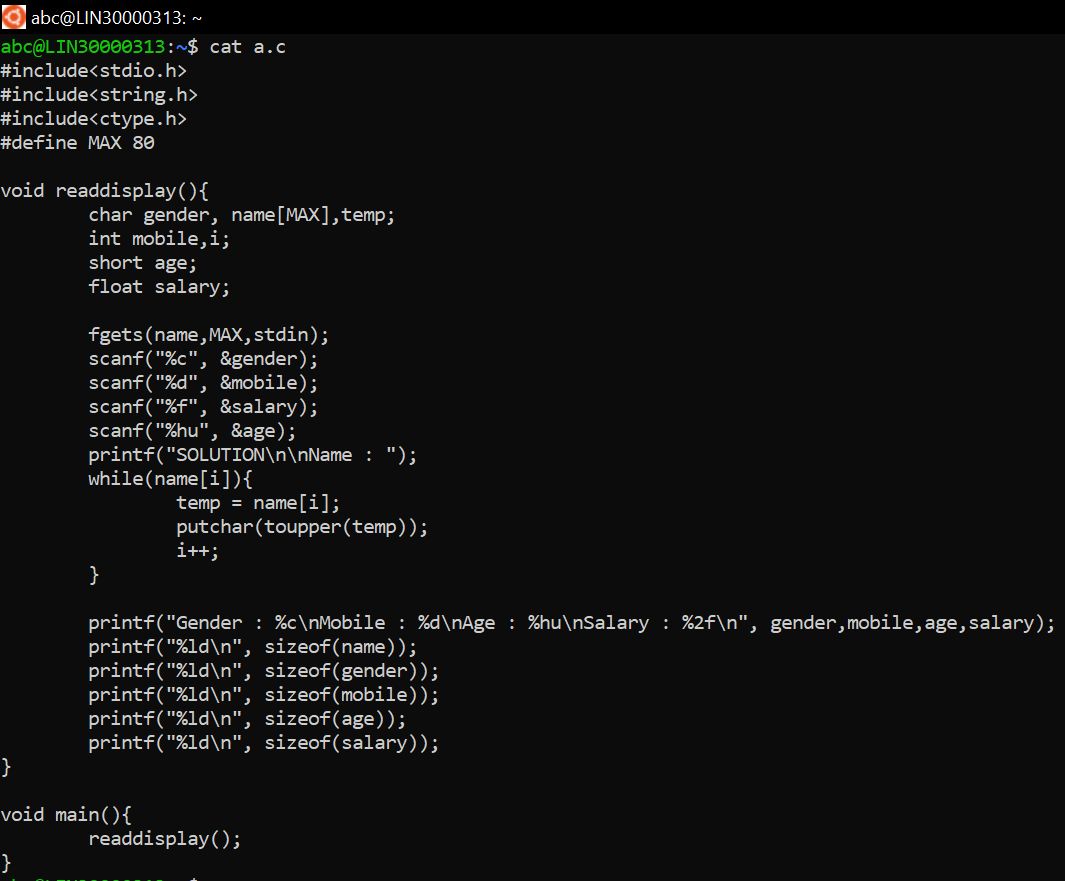 abc@LIN30000313: ~
abc@LIN30000313:~$ cat a.c
#include<stdio.h>
#include<string.h>
#include<ctype.h>
#define MAX 80

void readdisplay(){
        char gender, name[MAX],temp;
        int mobile,i;
        short age;
        float salary;

        fgets(name,MAX,stdin);
        scanf("%c", &gender);
        scanf("%d", &mobile);
        scanf("%f", &salary);
        scanf("%hu", &age);
        printf("SOLUTION\n\nName : ");
        while(name[i]){
                temp = name[i];
                putchar(toupper(temp));
                i++;
        }

        printf("Gender : %c\nMobile : %d\nAge : %hu\nSalary : %2f\n", gender,mobile,age,salary);
        printf("%ld\n", sizeof(name));
        printf("%ld\n", sizeof(gender));
        printf("%ld\n", sizeof(mobile));
        printf("%ld\n", sizeof(age));
        printf("%ld\n", sizeof(salary));
}

void main(){
        readdisplay();
}